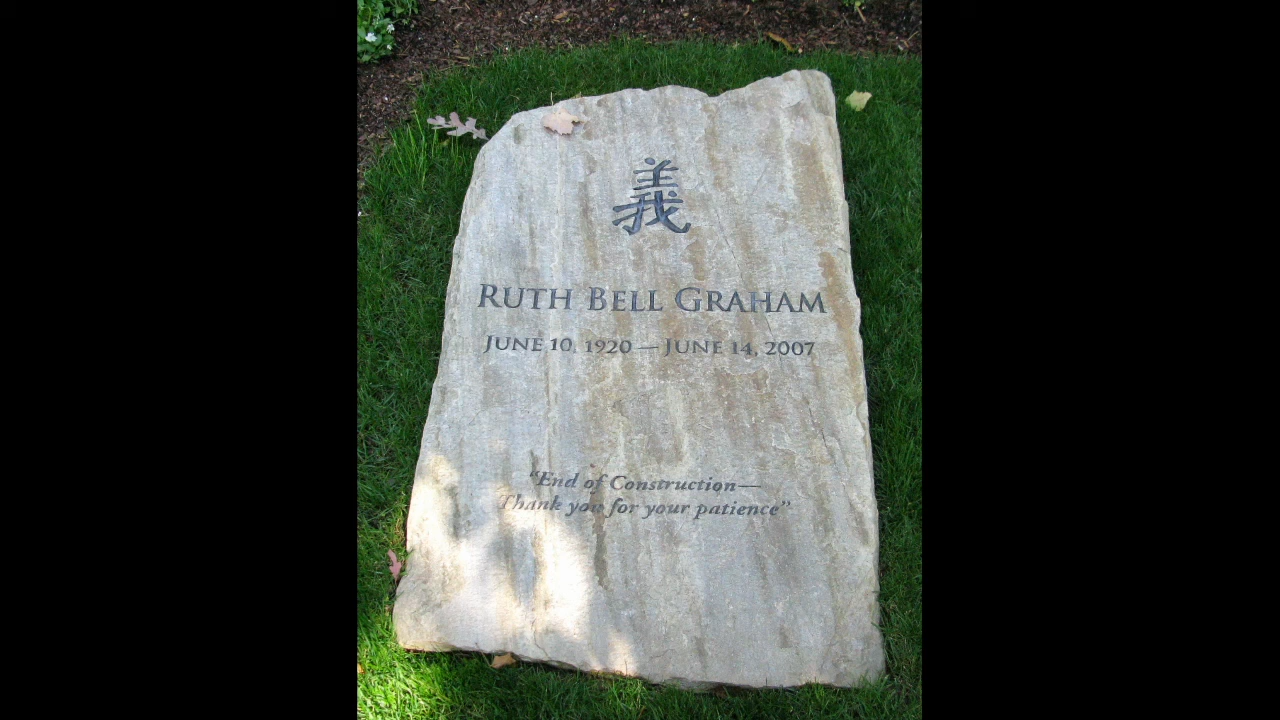 義
RUTH BELL GRAHAM
JUNE 10, 1920 — JUNE 14, 2007
“End of Construction—
Thank you for your patience”